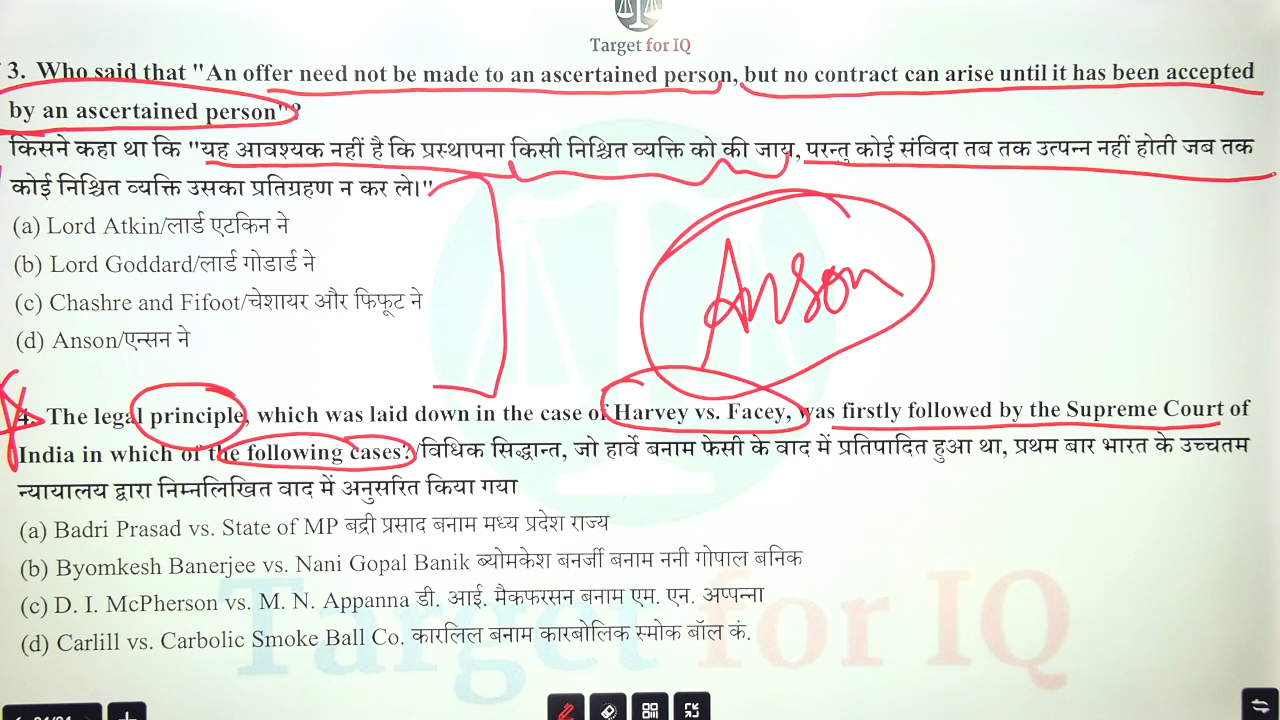 Target for IQ
3. Who said that "An offer need not be made to an ascertained person, but no contract can arise until it has been accepted
by an ascertained person"?
किसने कहा था कि "यह आवश्यक नहीं है कि प्रस्थापना किसी निश्चित व्यक्ति को की जाय, परन्तु कोई संविदा तब तक उत्पन्न नहीं होती जब तक
कोई निश्चित व्यक्ति उसका प्रतिग्रहण न कर ले।"
(a) Lord Atkin/लार्ड एटकिन ने
(b) Lord Goddard/लार्ड गोडार्ड ने
(c) Chashre and Fifoot/चेशायर और फिफूट ने
(d) Anson/एन्सन ने
Anson
4. The legal principle, which was laid down in the case of Harvey vs. Facey, was firstly followed by the Supreme Court of
India in which of the following cases?/विधिक सिद्धान्त, जो हार्वे बनाम फेसी के वाद में प्रतिपादित हुआ था, प्रथम बार भारत के उच्चतम
न्यायालय द्वारा निम्नलिखित वाद में अनुसरित किया गया
(a) Badri Prasad vs. State of MP बद्री प्रसाद बनाम मध्य प्रदेश राज्य
(b) Byomkesh Banerjee vs. Nani Gopal Banik ब्योमकेश बनर्जी बनाम ननी गोपाल बनिक
(c) D. I. McPherson vs. M. N. Appanna डी. आई. मैकफरसन बनाम एम. एन. अप्पन्ना
(d) Carlill vs. Carbolic Smoke Ball Co. कारलिल बनाम कारबोलिक स्मोक बॉल कं.
Target for IQ